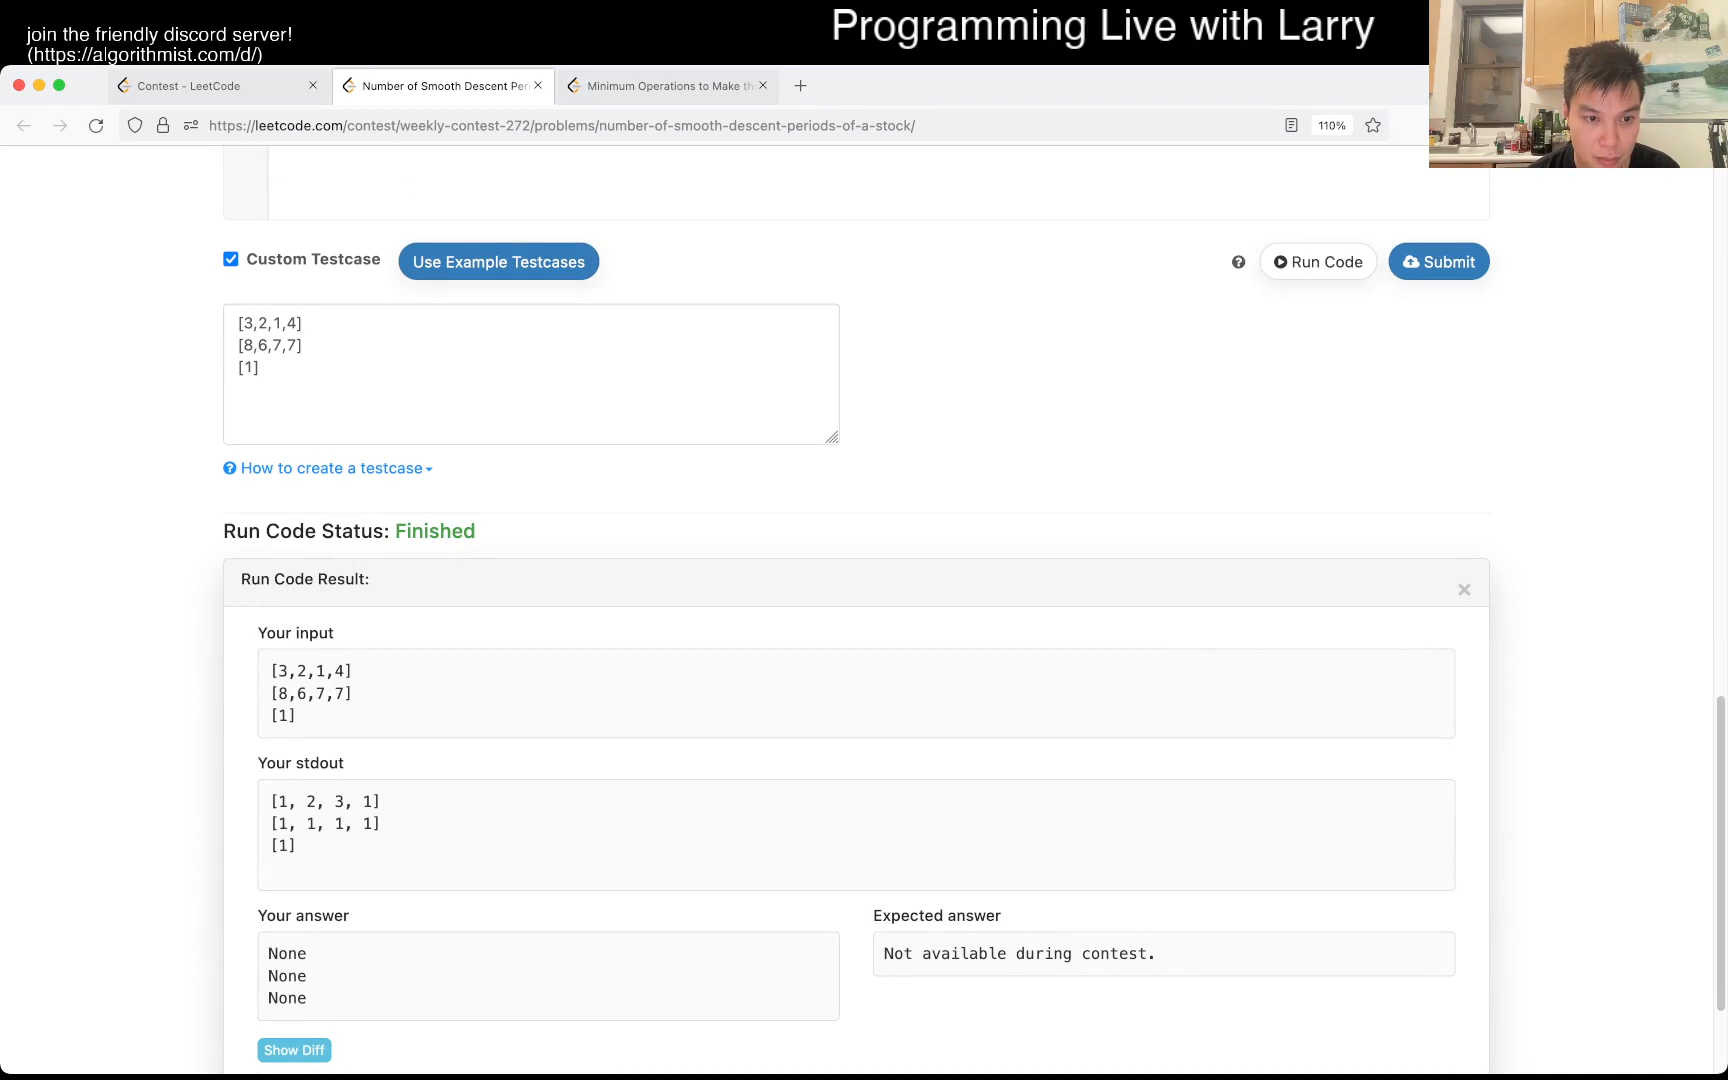 join the friendly discord server!
(https://algorithmist.com/d/)
Programming Live with Larry
Contest - LeetCode
Number of Smooth Descent Per
Minimum Operations to Make th
https://leetcode.com/contest/weekly-contest-272/problems/number-of-smooth-descent-periods-of-a-stock/
110%
Custom Testcase
Use Example Testcases
Run Code
Submit
[3,2,1,4]
[8,6,7,7]
[1]
How to create a testcase
Run Code Status: Finished
Run Code Result:
Your input
[3,2,1,4]
[8,6,7,7]
[1]
Your stdout
[1, 2, 3, 1]
[1, 1, 1, 1]
[1]
Your answer
Expected answer
None
None
None
Not available during contest.
Show Diff